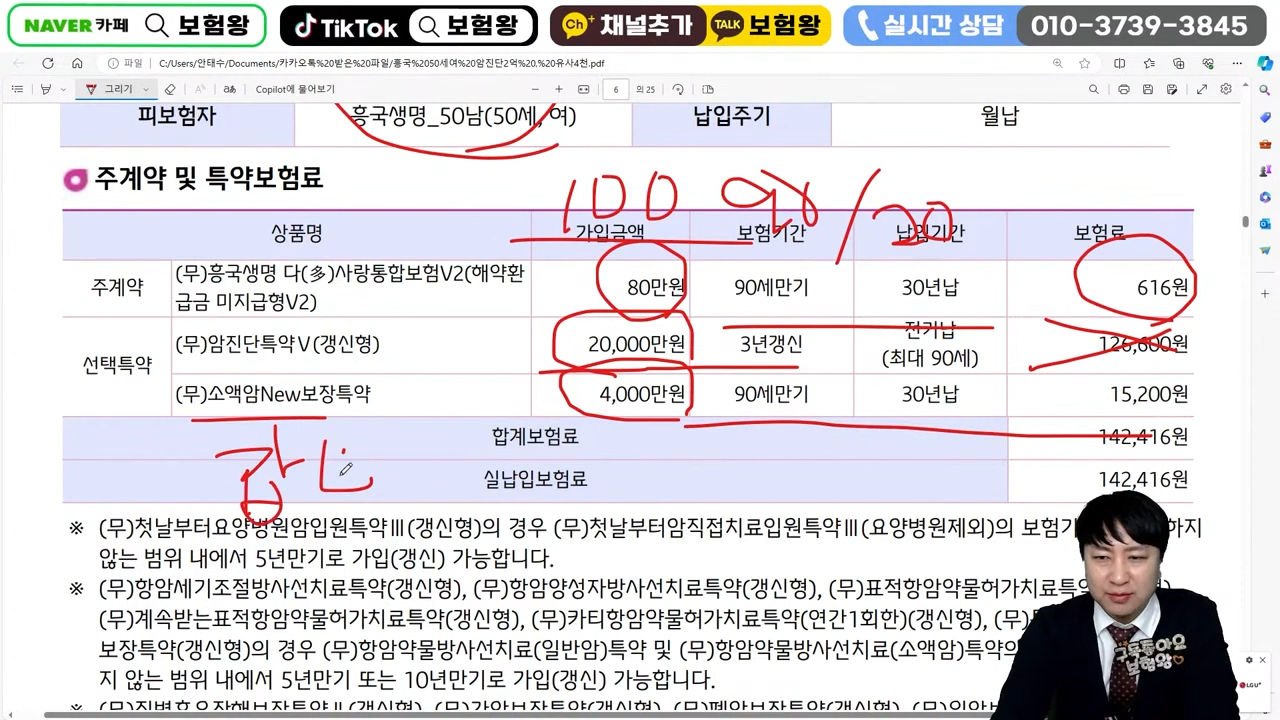 NAVER 카페 보험왕 TikTok 보험왕 Ch+ 채널추가 TALK 보험왕 실시간 상담 010-3739-3845
파일 C:/Users/안태수/Documents/카카오톡%20받은%20파일/흥국%2050세여%20암진단2억%20%20유사4천.pdf
그리기 Copilot에 물어보기 6 의 25
피보험자 흥국생명_50남(50세, 여) 납입주기 월납
주계약 및 특약보험료
100
20
상품명 가입금액 보험기간 납입기간 보험료
주계약 (무)흥국생명 다(多)사랑통합보험V2(해약환급금 미지급형V2) 80만원 90세만기 30년납 616원
선택특약 (무)암진단특약Ⅴ(갱신형) 20,000만원 3년갱신 전기납 (최대 90세) 126,600원
(무)소액암New보장특약 4,000만원 90세만기 30년납 15,200원
합계보험료 142,416원
실납입보험료 142,416원
※ (무)첫날부터요양병원암입원특약Ⅲ(갱신형)의 경우 (무)첫날부터암직접치료입원특약Ⅲ(요양병원제외)의 보험기 하지
않는 범위 내에서 5년만기로 가입(갱신) 가능합니다.
※ (무)항암세기조절방사선치료특약(갱신형), (무)항암양성자방사선치료특약(갱신형), (무)표적항암약물허가치료특약
(무)계속받는표적항암약물허가치료특약(갱신형), (무)카티항암약물허가치료특약(연간1회한)(갱신형),
보장특약(갱신형)의 경우 (무)항암약물방사선치료(일반암)특약 및 (무)항암약물방사선치료(소액암)특약의
지 않는 범위 내에서 5년만기 또는 10년만기로 가입(갱신) 가능합니다.
구독좋아요
보험왕♡
LGU+